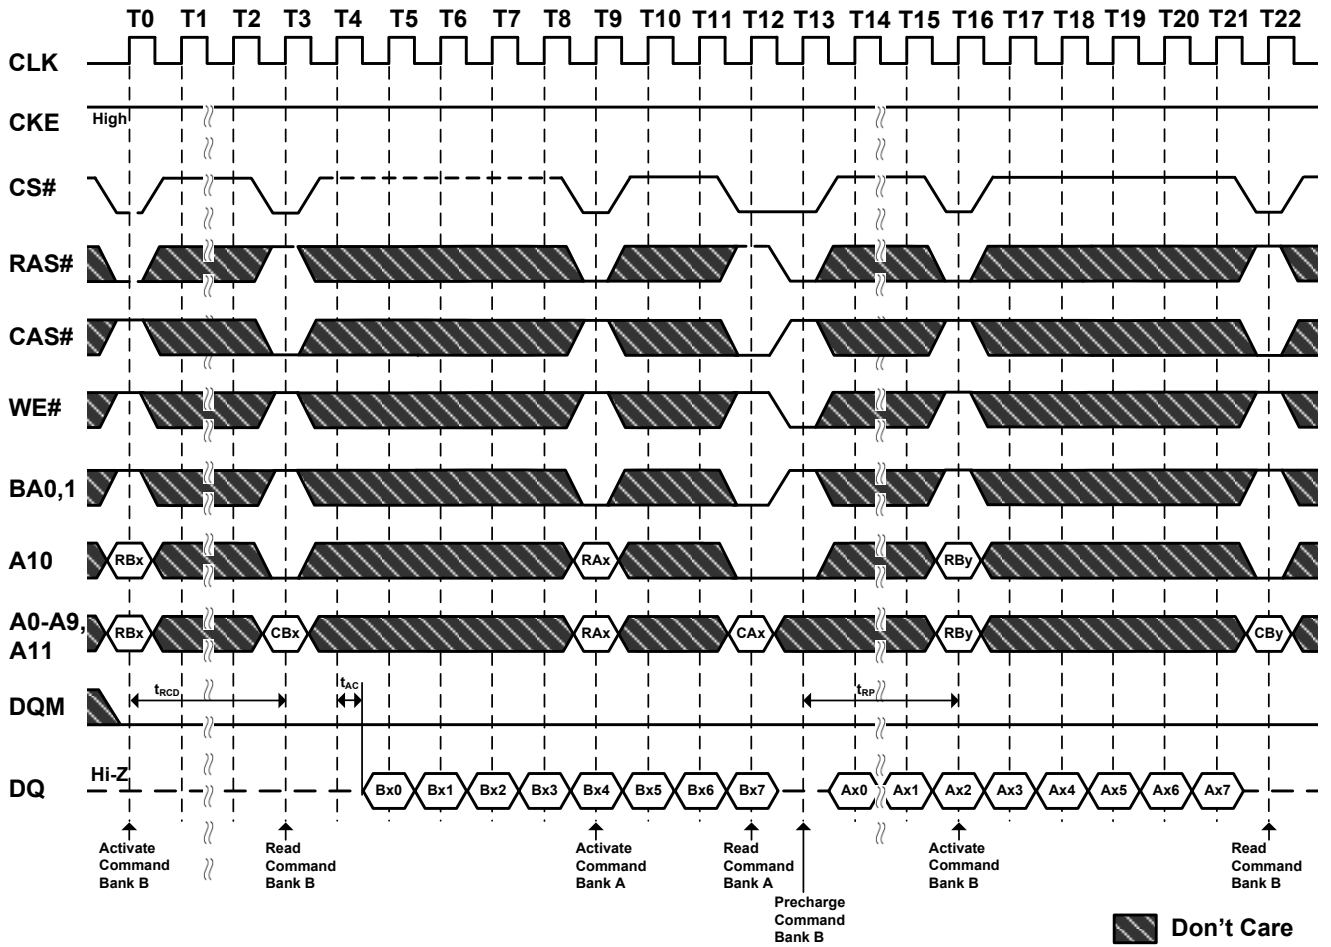 T0 T1 T2 T3 T4 T5 T6 T7 T8 T9 T10 T11 T12 T13 T14 T15 T16 T17 T18 T19 T20 T21 T22
CLK
CKE High
CS#
RAS#
CAS#
WE#
BA0,1
A10 RBx RAx RBy
A0-A9, A11 RBx CBx RAx CAx RBy CBy
tRCD tAC tRP
DQM
DQ Hi-Z Bx0 Bx1 Bx2 Bx3 Bx4 Bx5 Bx6 Bx7 Ax0 Ax1 Ax2 Ax3 Ax4 Ax5 Ax6 Ax7
Activate
Command
Bank B
Read
Command
Bank B
Activate
Command
Bank A
Read
Command
Bank A
Precharge
Command
Bank B
Activate
Command
Bank B
Read
Command
Bank B
Don't Care